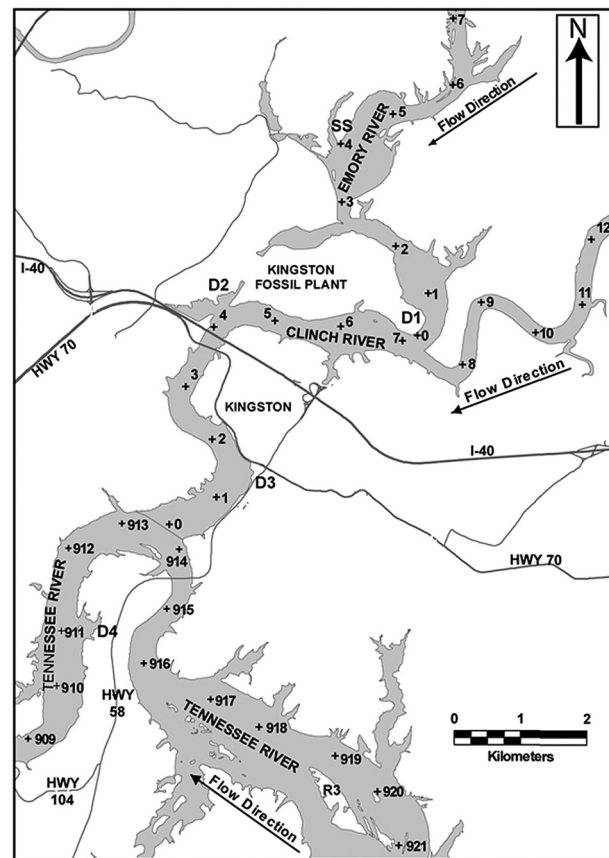 7
N
6
Flow Direction
5
SS
4
EMORY RIVER
3
12
2
I-40
KINGSTON
FOSSIL PLANT
D2
11
1
9
D1
4
5
6
CLINCH RIVER
7
0
10
HWY 70
8
3
Flow Direction
KINGSTON
2
I-40
D3
1
913
0
912
914
HWY 70
TENNESSEE RIVER
915
911
D4
916
910
HWY
58
917
TENNESSEE RIVER
918
909
0
1
2
Kilometers
919
HWY
104
Flow Direction
R3
920
921